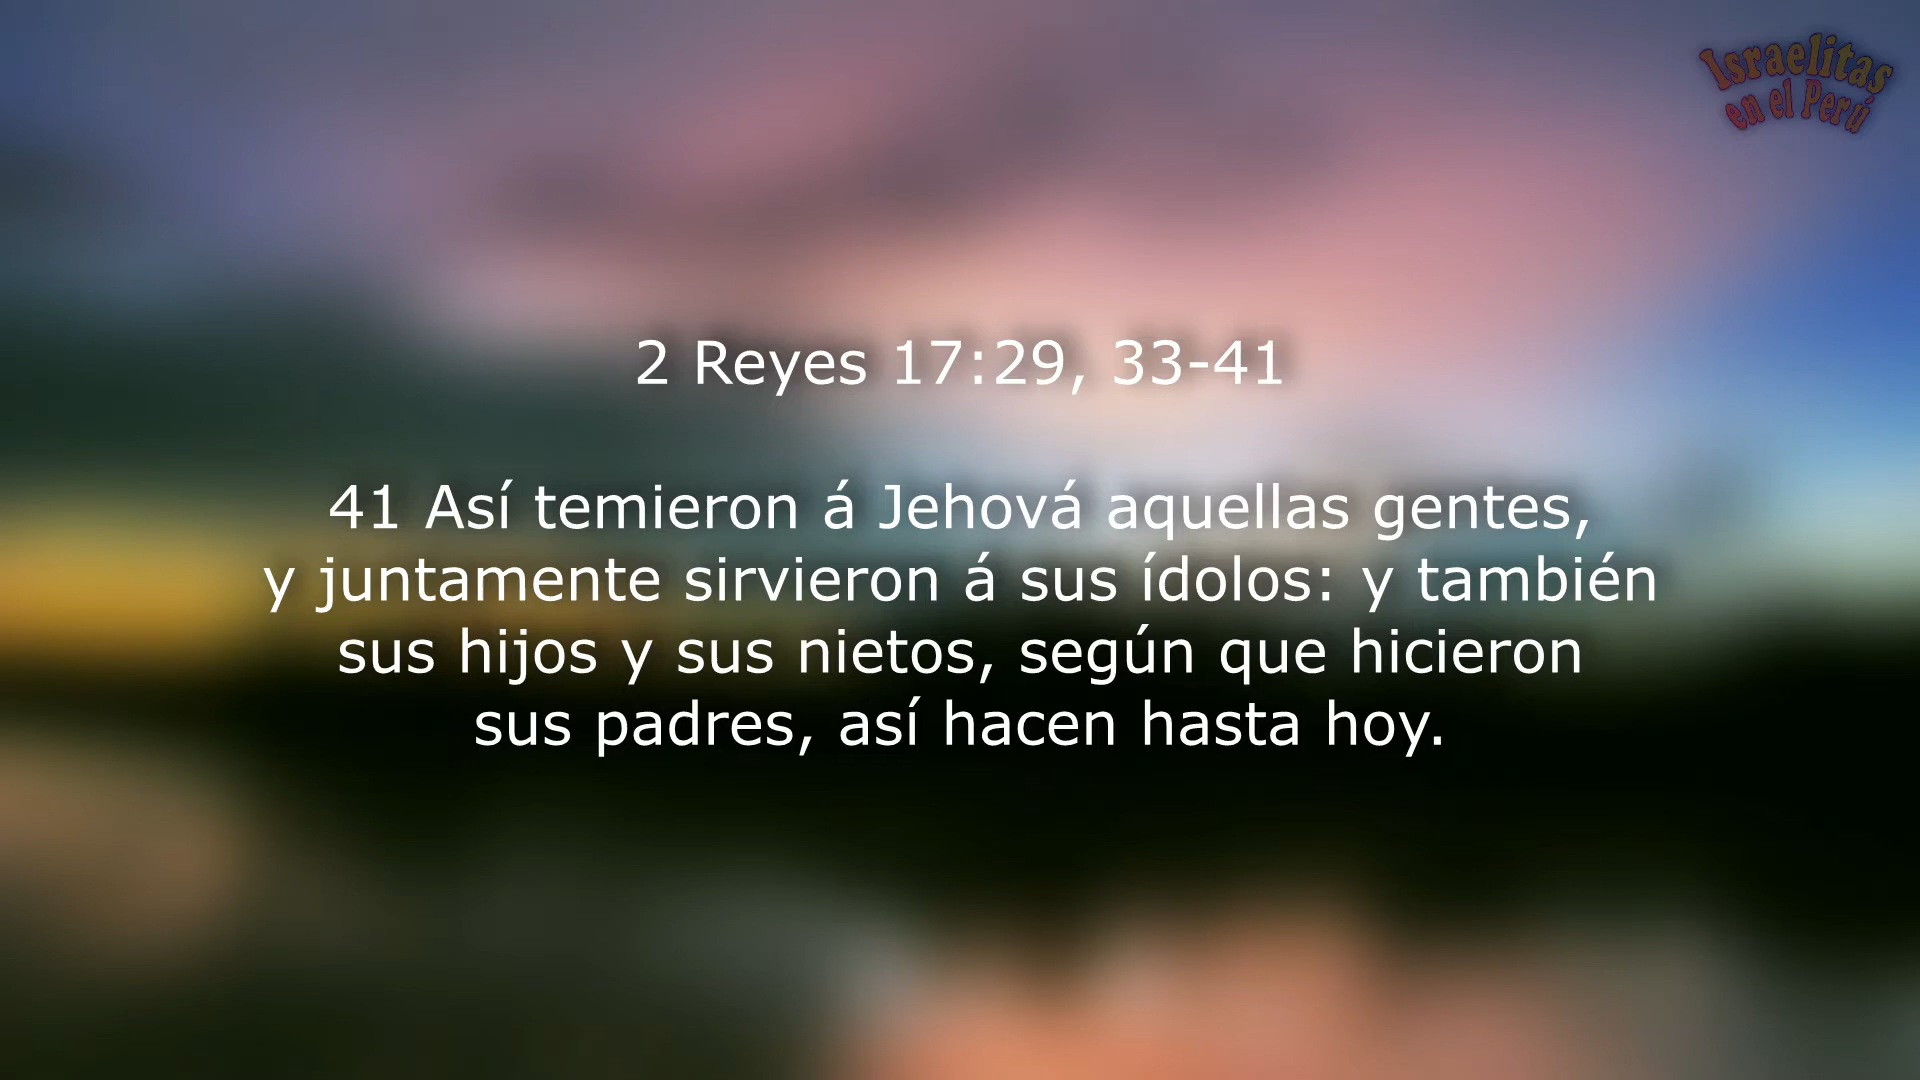 Israelitas
en el Perú
2 Reyes 17:29, 33-41
41 Así temieron á Jehová aquellas gentes,
y juntamente sirvieron á sus ídolos: y también
sus hijos y sus nietos, según que hicieron
sus padres, así hacen hasta hoy.